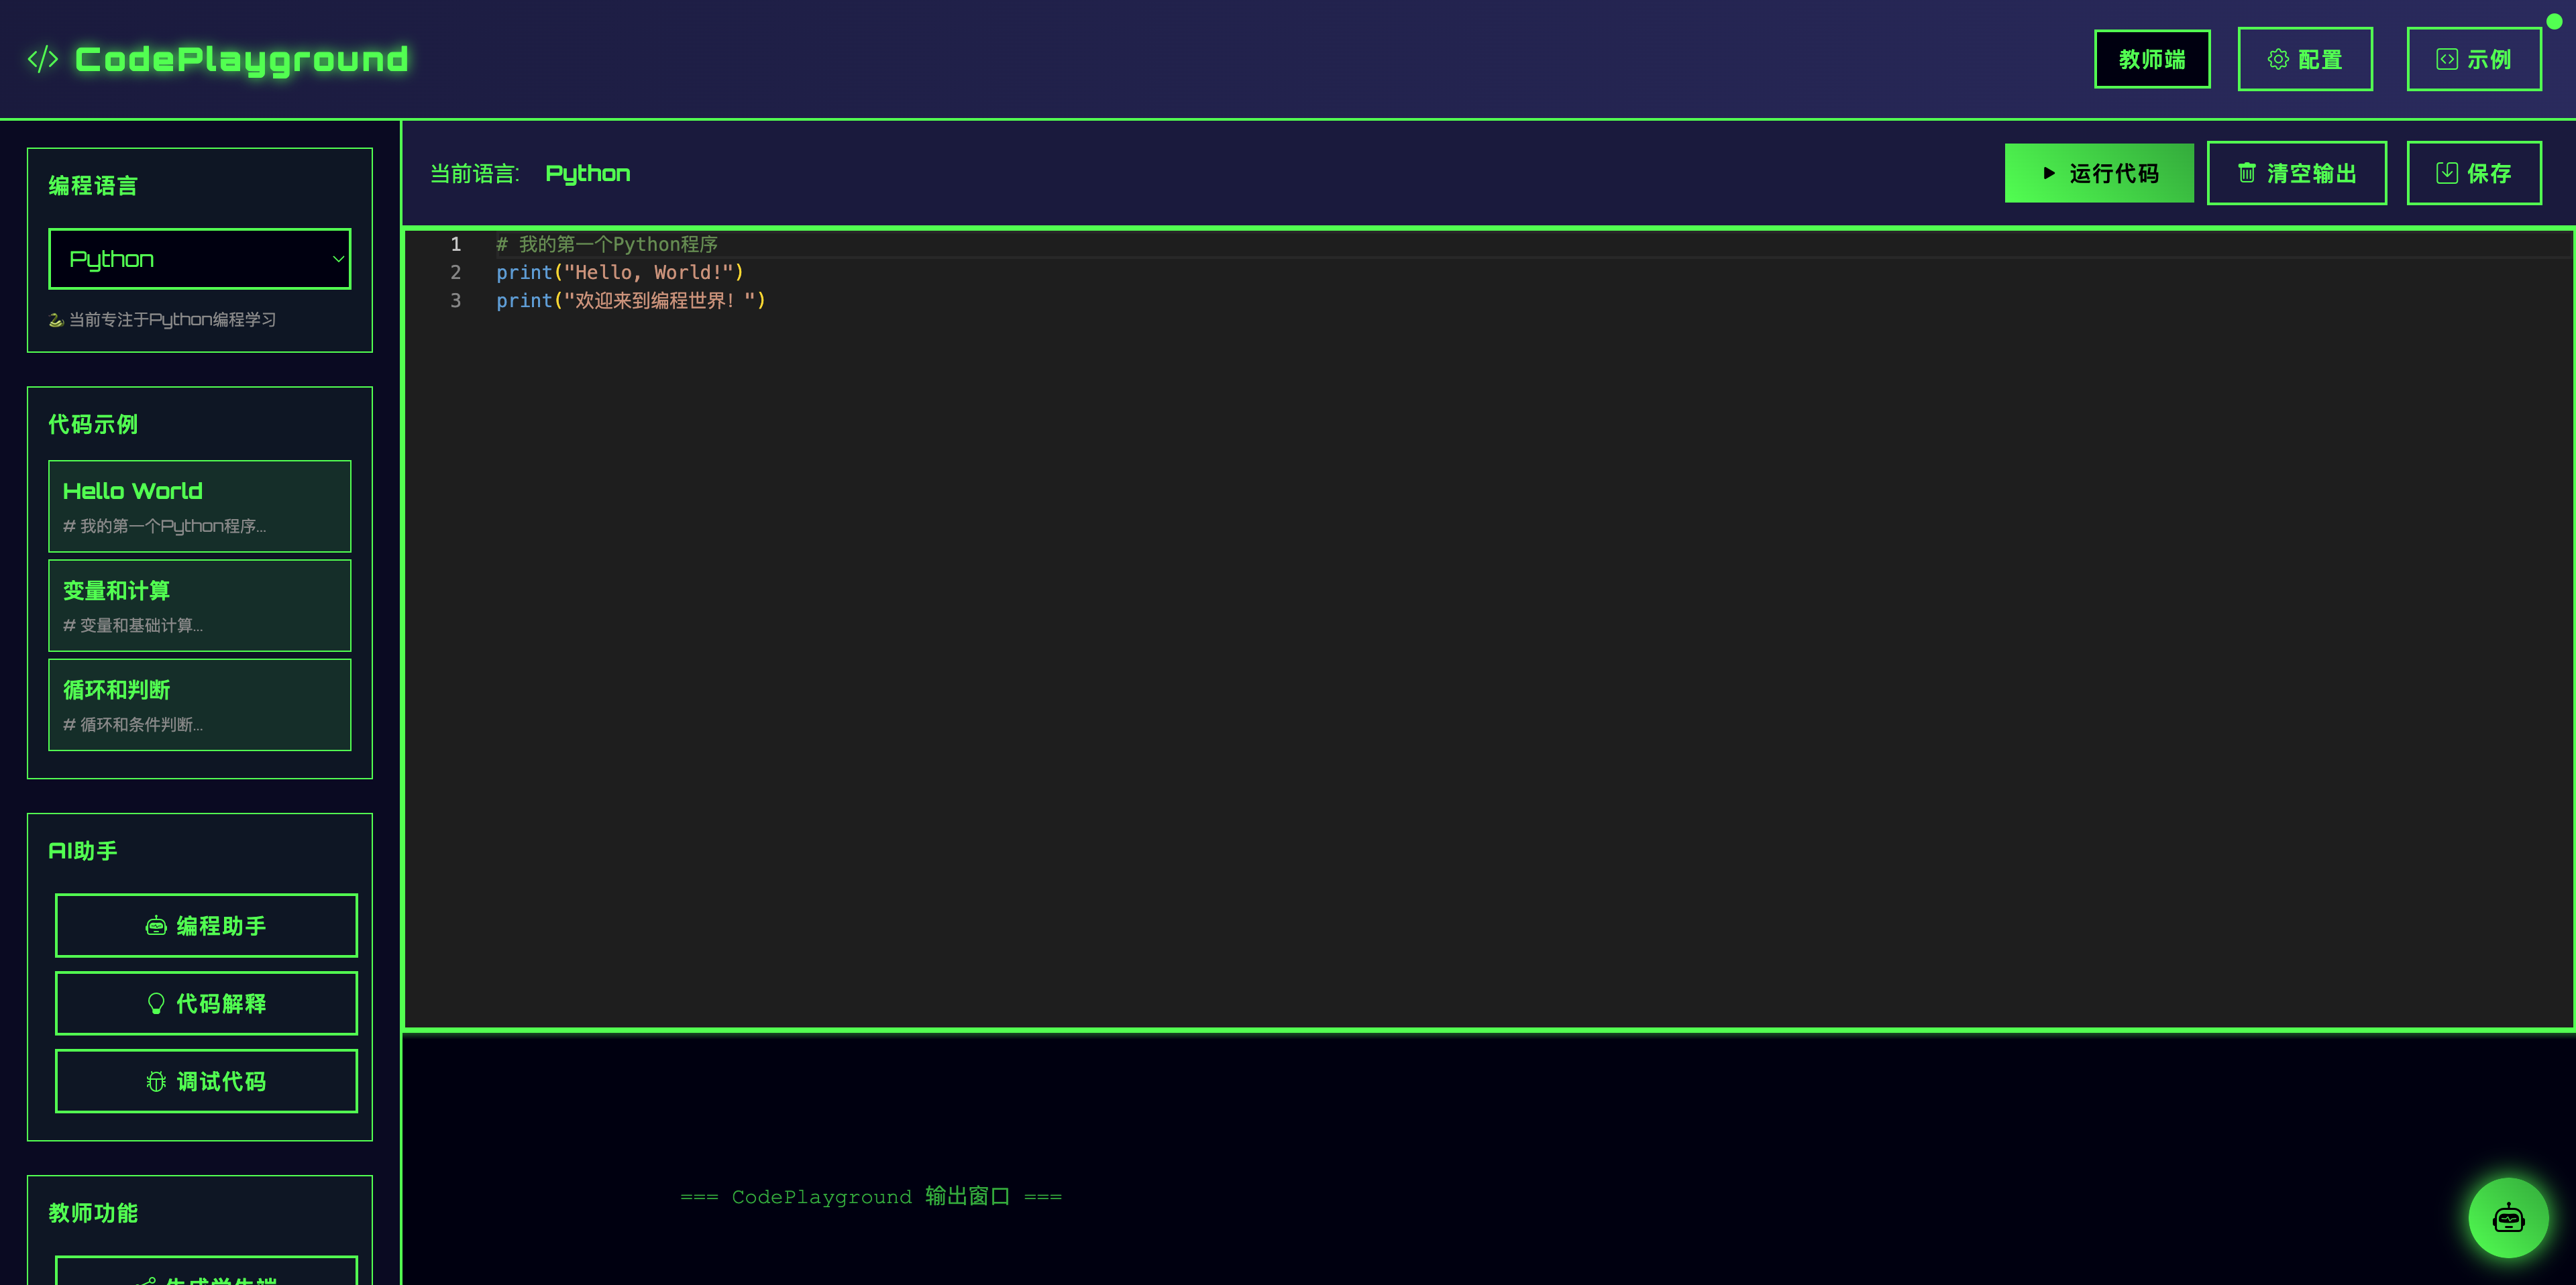 </> CodePlayground
教师端
配置
示例
编程语言
Python
当前专注于Python编程学习
代码示例
Hello World
# 我的第一个Python程序...
变量和计算
# 变量和基础计算...
循环和判断
# 循环和条件判断...
AI助手
编程助手
代码解释
调试代码
教师功能
生成学生端
当前语言: Python
运行代码
清空输出
保存
1 # 我的第一个Python程序
2 print("Hello, World!")
3 print("欢迎来到编程世界！")
=== CodePlayground 输出窗口 ===